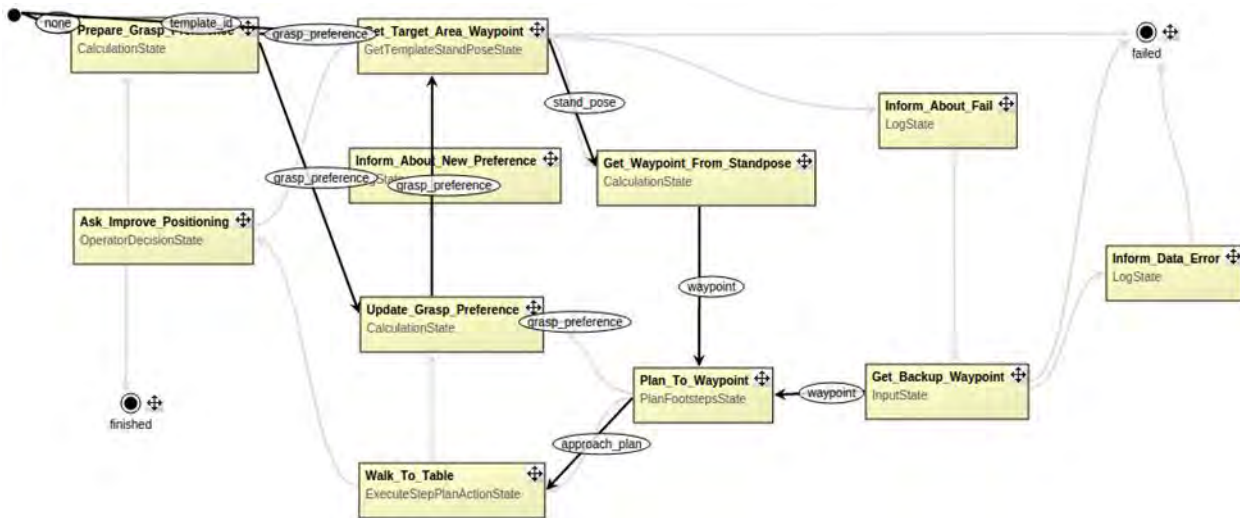 none
template_id
grasp_preference
Prepare_Grasp_Preference
CalculationState
Get_Target_Area_Waypoint
GetTemplateStandPoseState
failed
stand_pose
Inform_About_Fail
LogState
Inform_About_New_Preference
LogState
grasp_preference
grasp_preference
Get_Waypoint_From_Standpose
CalculationState
Ask_Improve_Positioning
OperatorDecisionState
Inform_Data_Error
LogState
waypoint
Update_Grasp_Preference
CalculationState
grasp_preference
Plan_To_Waypoint
PlanFootstepsState
waypoint
Get_Backup_Waypoint
InputState
finished
approach_plan
Walk_To_Table
ExecuteStepPlanActionState